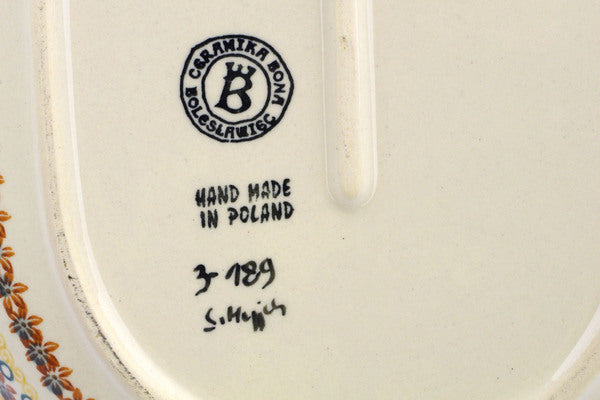 CERAMIKA BONA
BOLESŁAWIEC
B
HAND MADE
IN POLAND
3-189